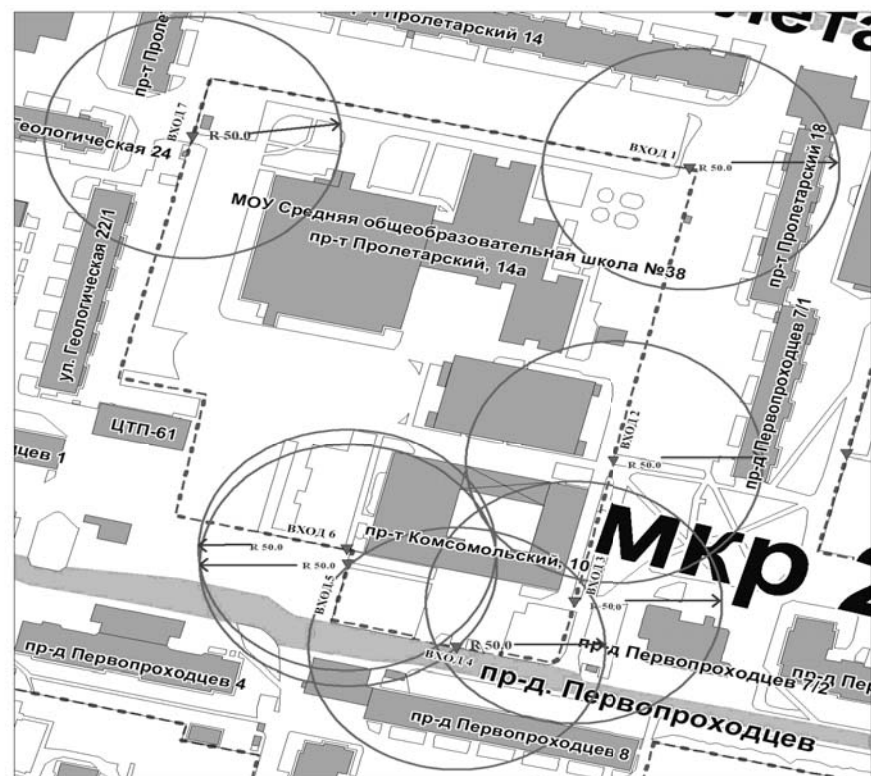 пр-т Проле
пр-т Пролетарский 14
лета
ВХОД 7
R 50.0
Геологическая 24
ВХОД 1
R 50.0
пр-т Пролетарский 18
МОУ Средняя общеобразовательная школа №38
пр-т Пролетарский, 14а
ул. Геологическая 22/1
пр-д Первопроходцев 7/1
ЦТП-61
ВХОД 2
R 50.0
цев 1
ВХОД 6
R 50.0
пр-т Комсомольский, 10
мкр 2
R 50.0
ВХОД 5
ВХОД 3
R 50.0
ВХОД 4
R 50.0
пр-д Первопроходцев 7/2
пр-д Перво
пр-д Первопроходцев 4
пр-д. Первопроходцев
пр-д Первопроходцев 8